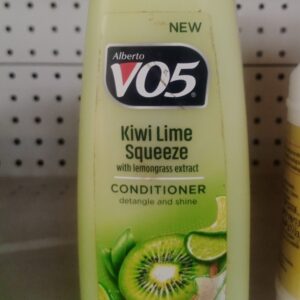 NEW
Alberto
VO5
Kiwi Lime
Squeeze
with lemongrass extract
CONDITIONER
detangle and shine